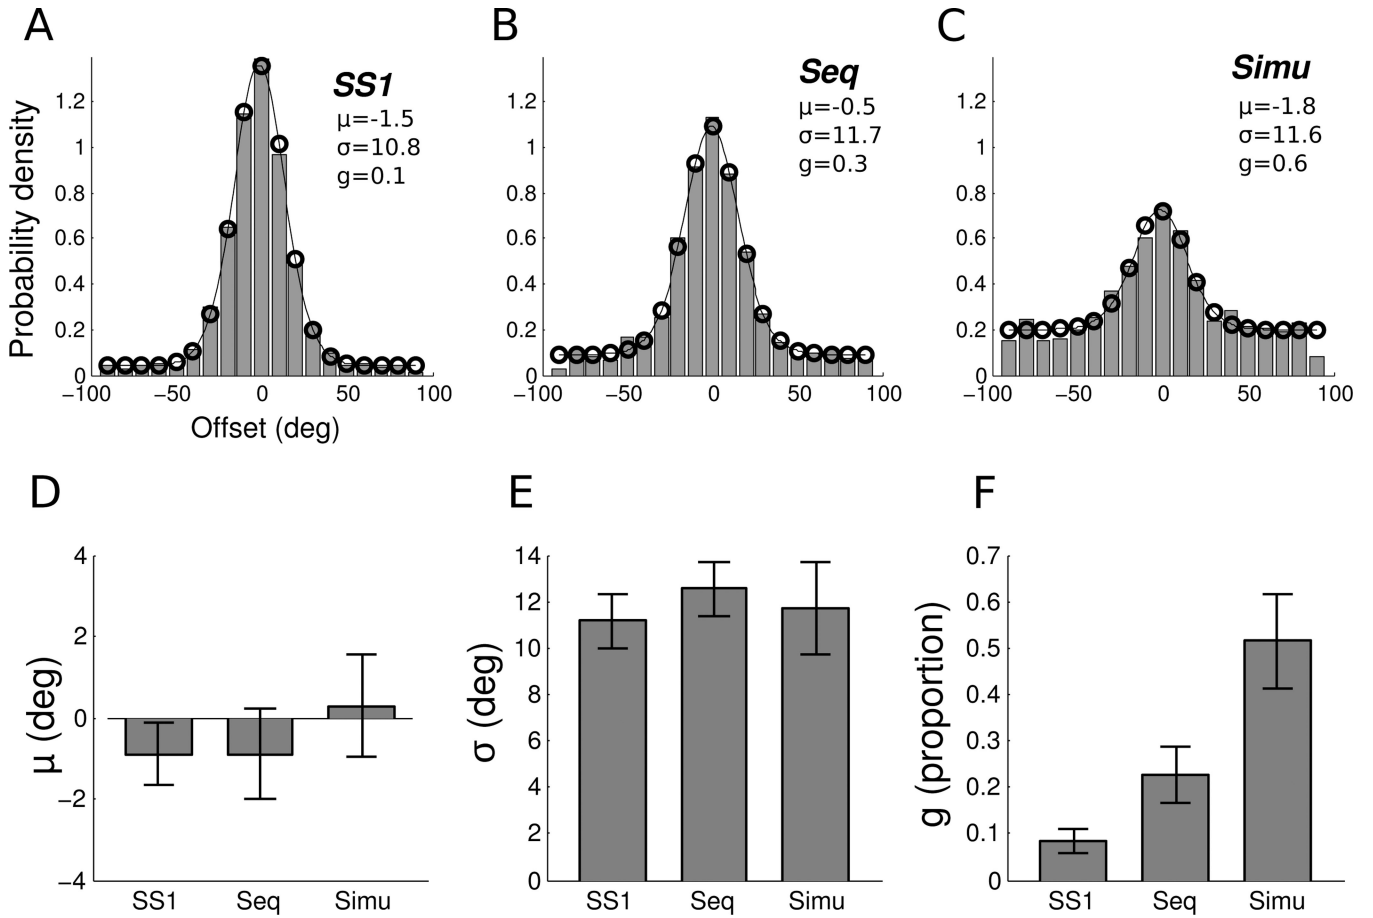 A
B
C
SS1
μ=-1.5
σ=10.8
g=0.1
Seq
μ=-0.5
σ=11.7
g=0.3
Simu
μ=-1.8
σ=11.6
g=0.6
Probability density
1.2
1
0.8
0.6
0.4
0.2
0
−100
−50
0
50
100
Offset (deg)
1.2
1
0.8
0.6
0.4
0.2
0
−100
−50
0
50
100
1.2
1
0.8
0.6
0.4
0.2
0
−100
−50
0
50
100
D
E
F
μ (deg)
4
2
0
−2
−4
SS1
Seq
Simu
σ (deg)
14
12
10
8
6
4
2
0
SS1
Seq
Simu
g (proportion)
0.7
0.6
0.5
0.4
0.3
0.2
0.1
0
SS1
Seq
Simu